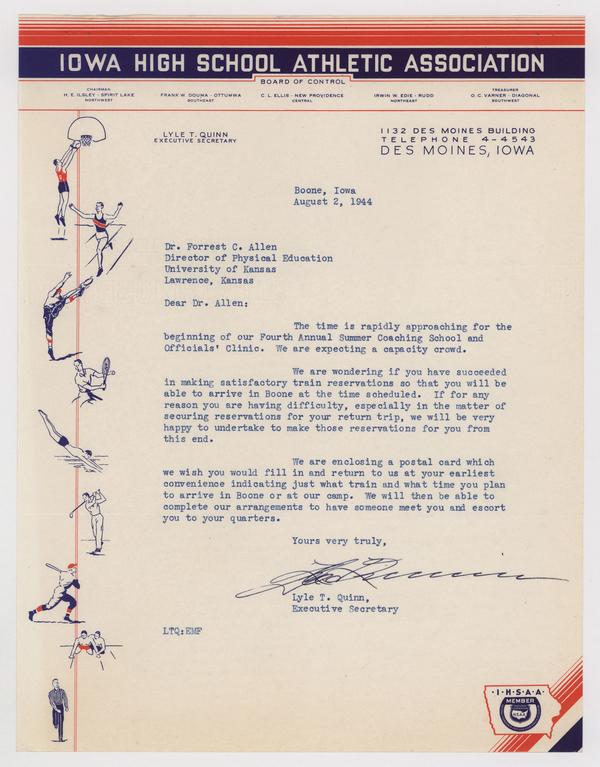 IOWA HIGH SCHOOL ATHLETIC ASSOCIATION
BOARD OF CONTROL
CHAIRMAN
H. E. ILSLEY - SPIRIT LAKE
NORTHWEST
FRANK W. DOUMA - OTTUMWA
SOUTHEAST
C. L. ELLIS - NEW PROVIDENCE
CENTRAL
IRWIN W. EDIE - RUDD
NORTHEAST
TREASURER
O. C. VARNER - DIAGONAL
SOUTHWEST
LYLE T. QUINN
EXECUTIVE SECRETARY
1132 DES MOINES BUILDING
TELEPHONE 4-4543
DES MOINES, IOWA
Boone, Iowa
August 2, 1944
Dr. Forrest C. Allen
Director of Physical Education
University of Kansas
Lawrence, Kansas
Dear Dr. Allen:
The time is rapidly approaching for the
beginning of our Fourth Annual Summer Coaching School and
Officials' Clinic. We are expecting a capacity crowd.
We are wondering if you have succeeded
in making satisfactory train reservations so that you will be
able to arrive in Boone at the time scheduled. If for any
reason you are having difficulty, especially in the matter of
securing reservations for your return trip, we will be very
happy to undertake to make those reservations for you from
this end.
We are enclosing a postal card which
we wish you would fill in and return to us at your earliest
convenience indicating just what train and what time you plan
to arrive in Boone or at our camp. We will then be able to
complete our arrangements to have someone meet you and escort
you to your quarters.
Yours very truly,
Lyle T. Quinn,
Executive Secretary
LTQ:EMF
I·H·S·A·A
MEMBER